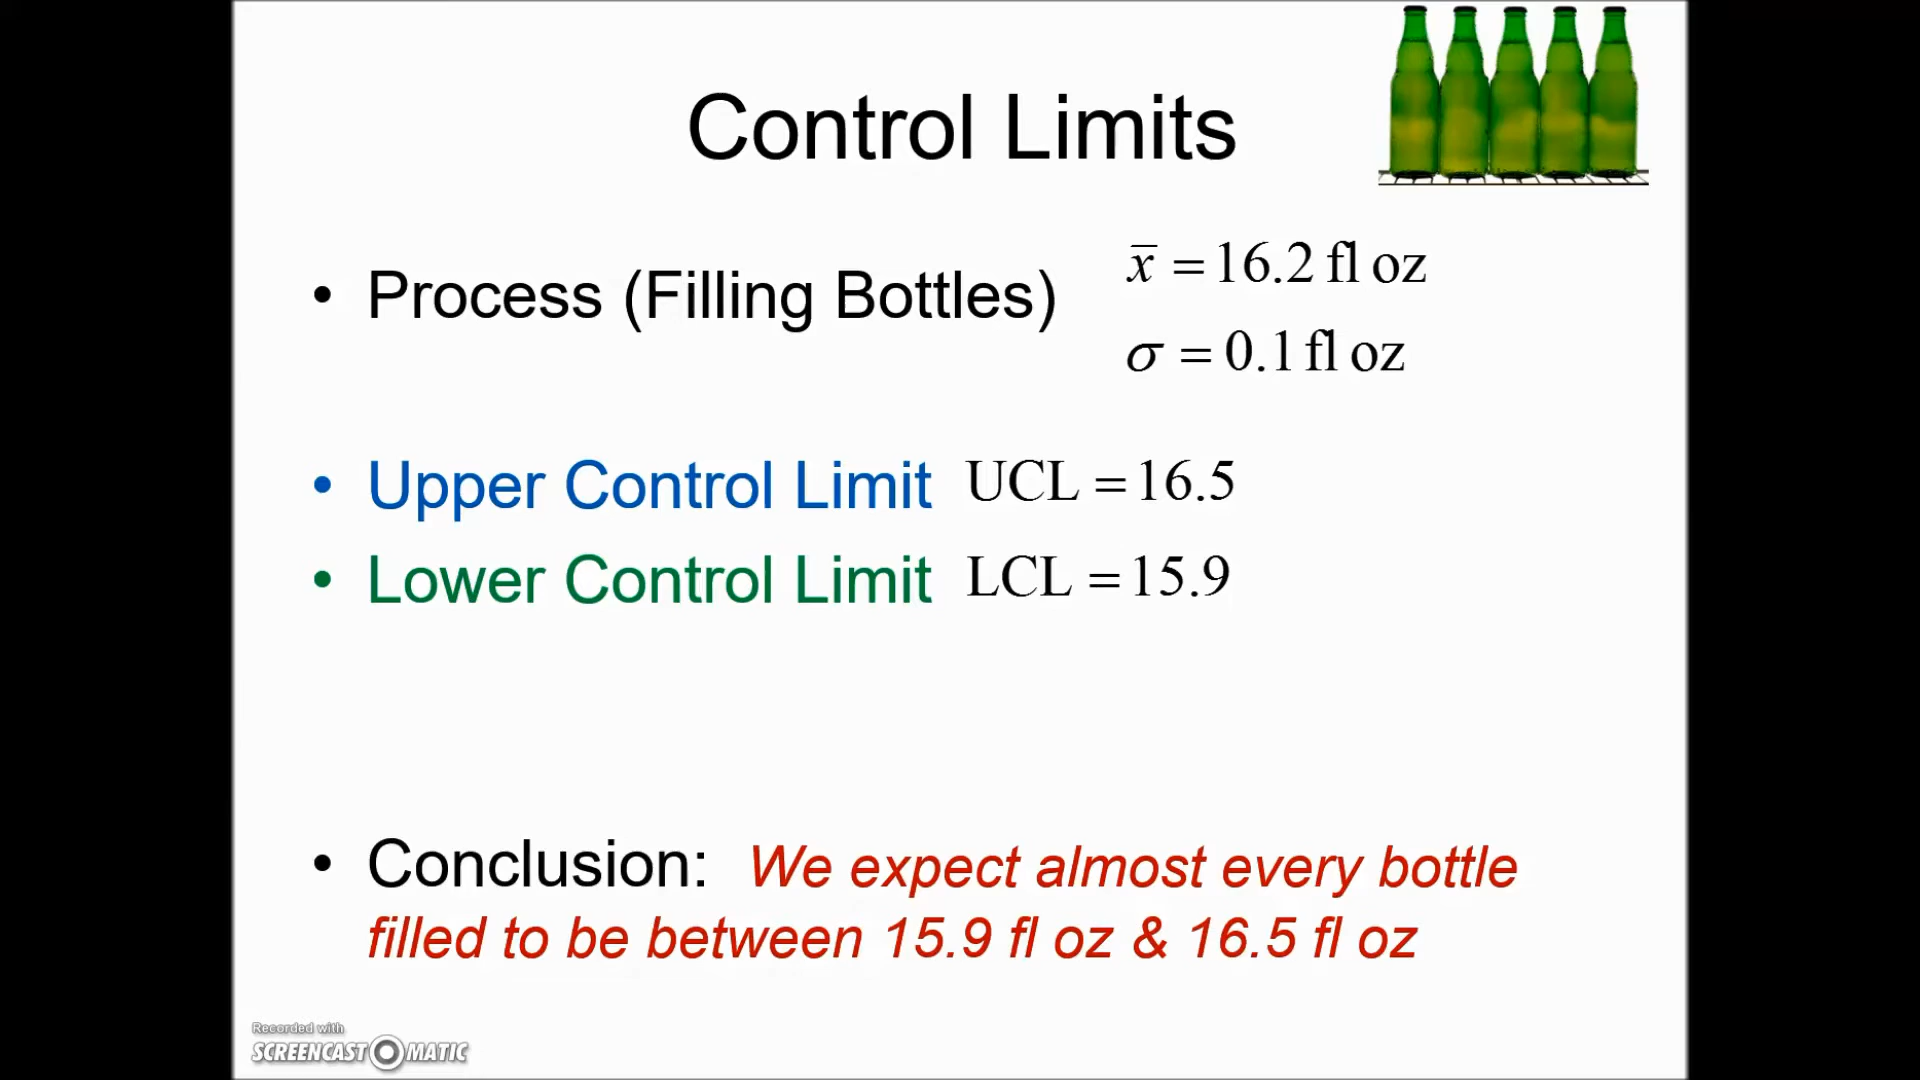 Control Limits
• Process (Filling Bottles)
x̄ = 16.2 fl oz
σ = 0.1 fl oz
• Upper Control Limit UCL = 16.5
• Lower Control Limit LCL = 15.9
• Conclusion: We expect almost every bottle
filled to be between 15.9 fl oz & 16.5 fl oz
Recorded with
SCREENCAST-O-MATIC